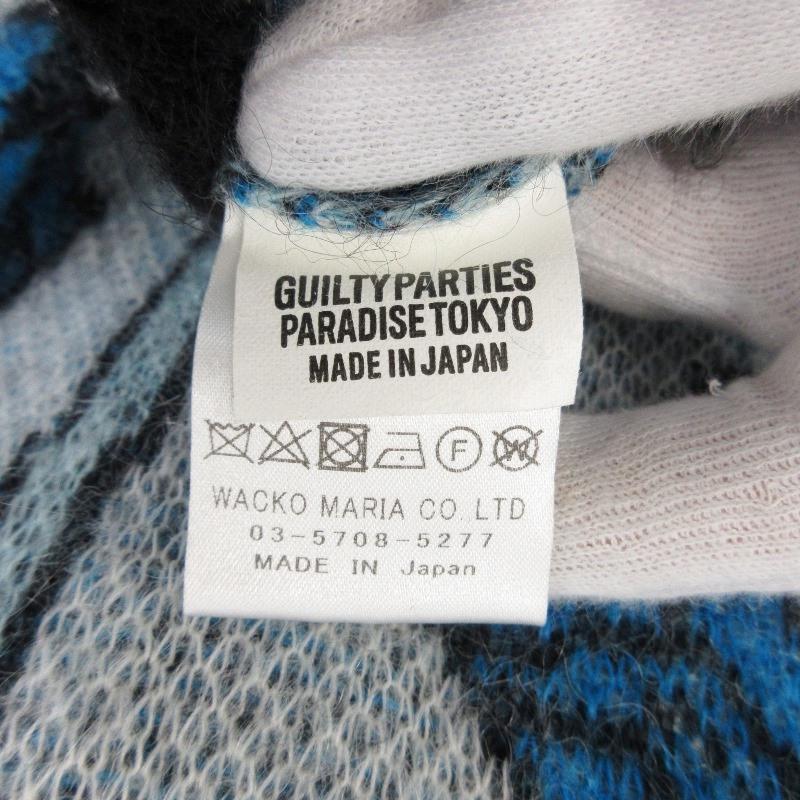 GUILTY PARTIES
PARADISE TOKYO
MADE IN JAPAN
F W
WACKO MARIA CO. LTD
03-5708-5277
MADE IN Japan